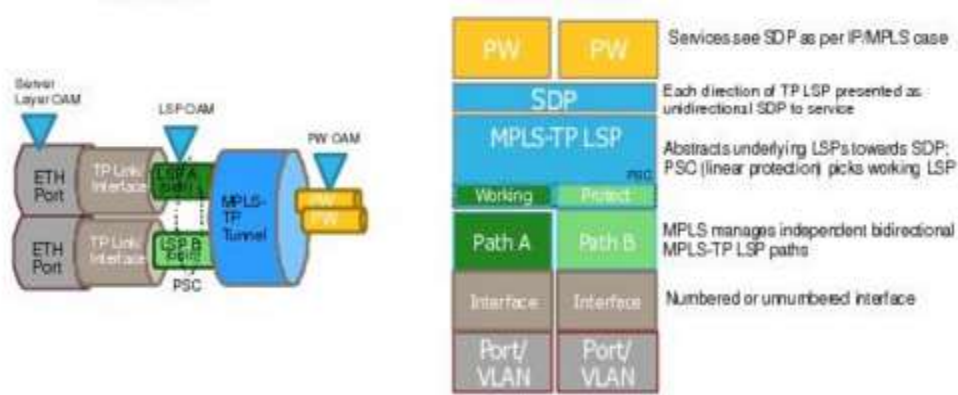 Server
Layer OAM
LSP OAM
PW OAM
ETH
Port
TP Link/
Interface
LSP A
MPLS-
TP
Tunnel
PW
PW
ETH
Port
TP Link/
Interface
LSP B
PSC
PW
PW
Services see SDP as per IP/MPLS case
SDP
Each direction of TP LSP presented as
unidirectional SDP to service
MPLS-TP LSP
PSC
Abstracts underlying LSPs towards SDP;
PSC (linear protection) picks working LSP
Working
Protect
Path A
Path B
MPLS manages independent bidirectional
MPLS-TP LSP paths
Interface
Interface
Numbered or unnumbered interface
Port/
VLAN
Port/
VLAN